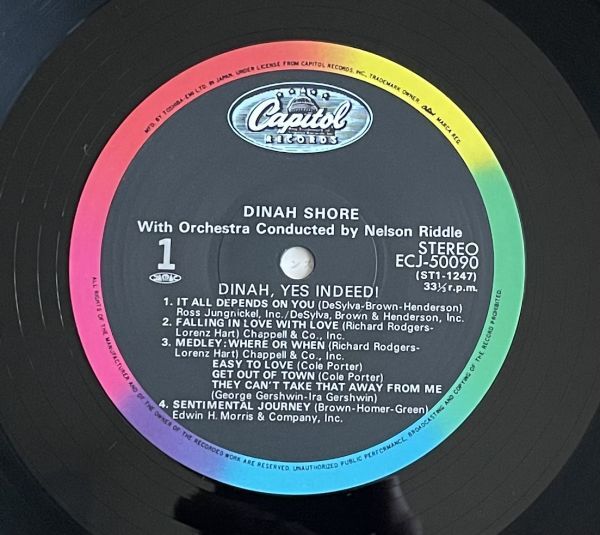 MFD. BY TOSHIBA-EMI LTD. IN JAPAN. UNDER LICENSE FROM CAPITOL RECORDS, INC., TRADEMARK OWNER. MARCA REG.
Capitol
RECORDS
DINAH SHORE
With Orchestra Conducted by Nelson Riddle
1
STEREO
ECJ-50090
(ST1-1247)
33⅓r.p.m.
DINAH, YES INDEED!
1. IT ALL DEPENDS ON YOU (DeSylva-Brown-Henderson)
Ross Jungnickel, Inc./DeSylva, Brown & Henderson, Inc.
2. FALLING IN LOVE WITH LOVE (Richard Rodgers-
Lorenz Hart) Chappell & Co., Inc.
3. MEDLEY:WHERE OR WHEN (Richard Rodgers-
Lorenz Hart) Chappell & Co., Inc.
EASY TO LOVE (Cole Porter)
GET OUT OF TOWN (Cole Porter)
THEY CAN'T TAKE THAT AWAY FROM ME
(George Gershwin-Ira Gershwin)
4. SENTIMENTAL JOURNEY (Brown-Homer-Green)
Edwin H. Morris & Company, Inc.
ALL RIGHTS OF THE MANUFACTURER AND OF THE OWNER OF THE RECORDED WORK ARE RESERVED. UNAUTHORIZED PUBLIC PERFORMANCE, BROADCASTING AND COPYING OF THE RECORD PROHIBITED.